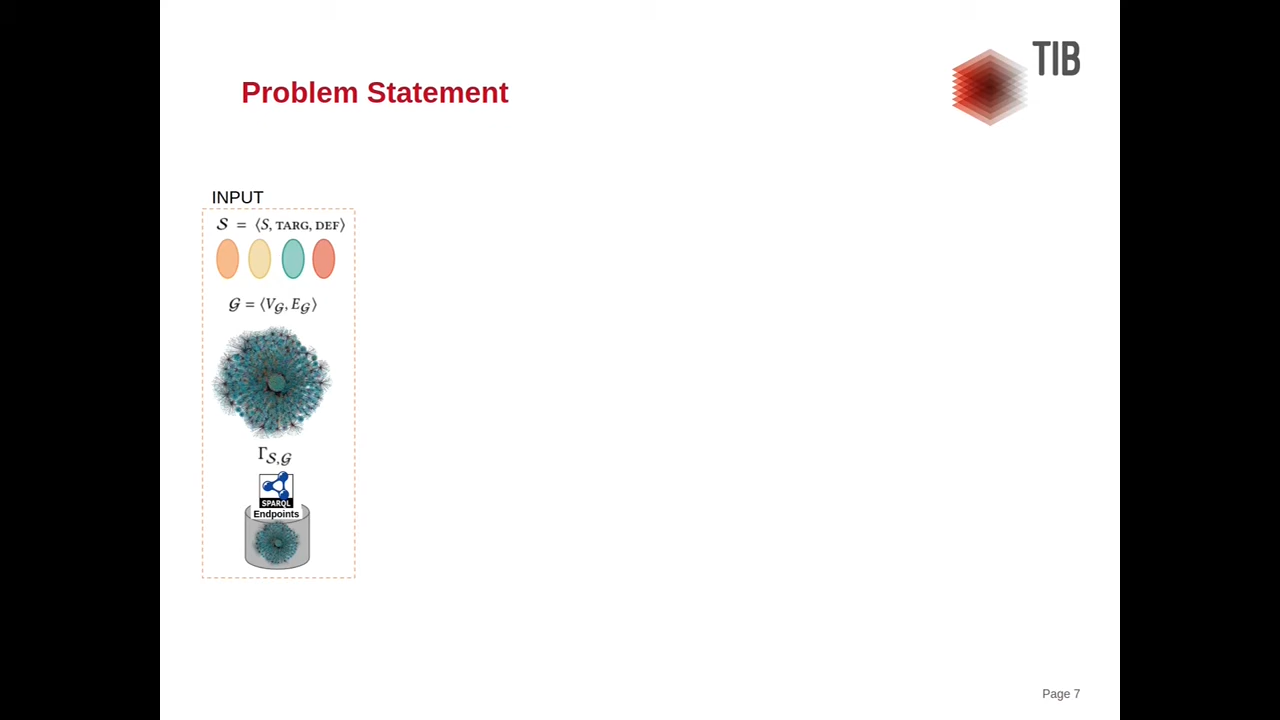 TIB
Problem Statement
INPUT
𝒮 = ⟨S, TARG, DEF⟩
𝒢 = ⟨V𝒢, E𝒢⟩
Γ𝒮,𝒢
SPARQL
Endpoints
Page 7